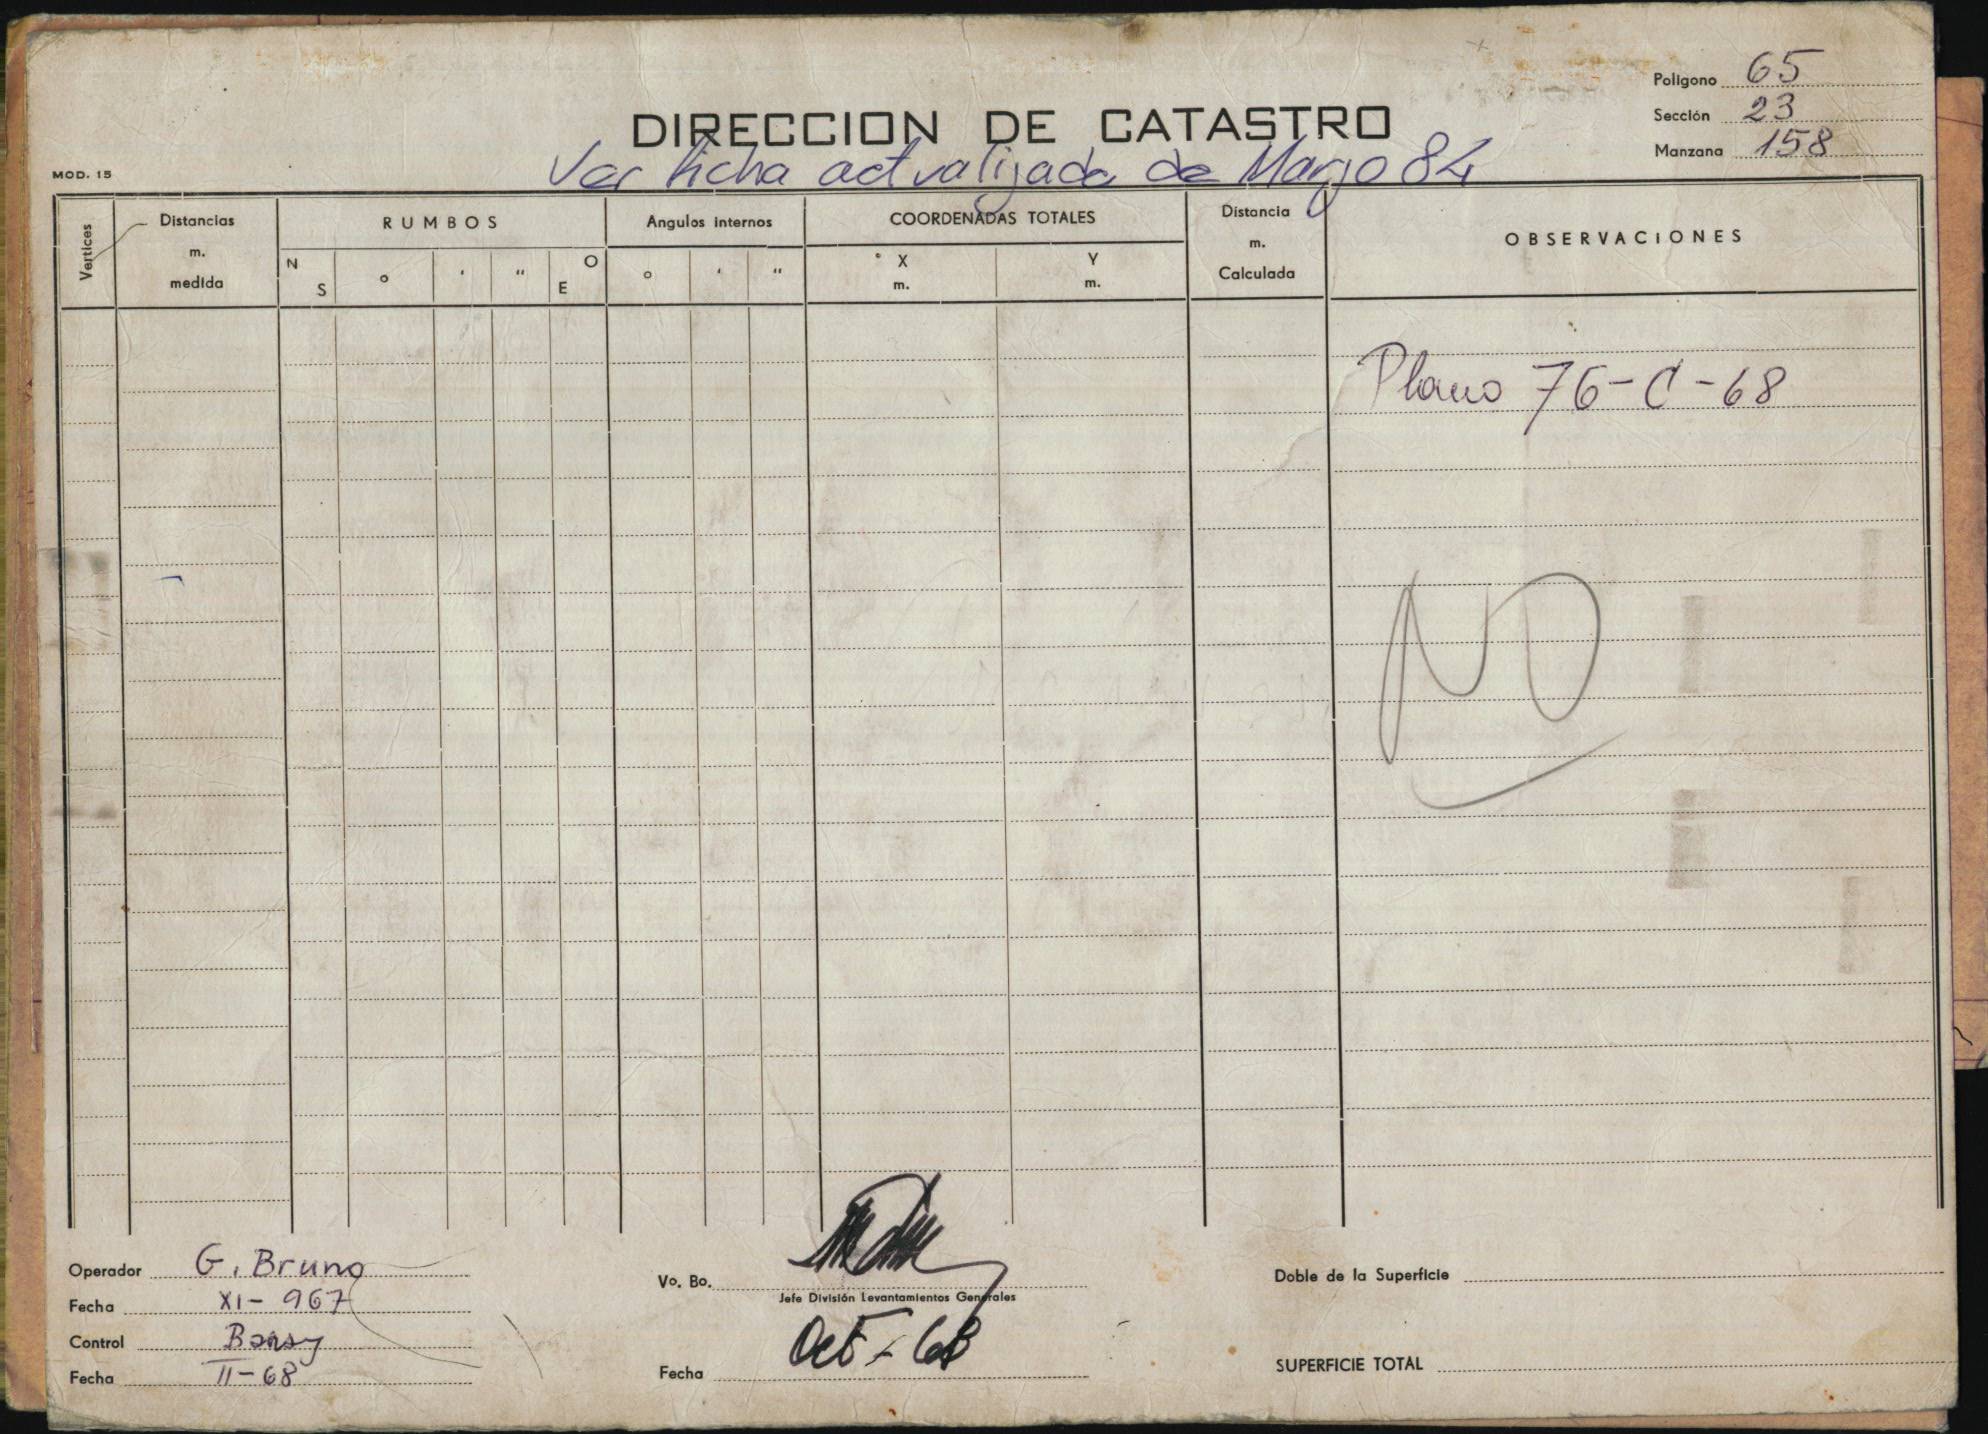 Poligono 65
Sección 23
Manzana 158
DIRECCION DE CATASTRO
Ver ficha actualizada de Marzo 84
MOD. 15
Vertices
Distancias m. medida
RUMBOS
N S ° ' " O E
Angulos internos
° ' "
COORDENADAS TOTALES
X m.
Y m.
Distancia m. Calculada
OBSERVACIONES
Plano 76-C-68
NO
Operador G. Bruno
Fecha XI-967
Control
Fecha II-68
Vo. Bo.
Jefe División Levantamientos Generales
Fecha Oct-68
Doble de la Superficie
SUPERFICIE TOTAL